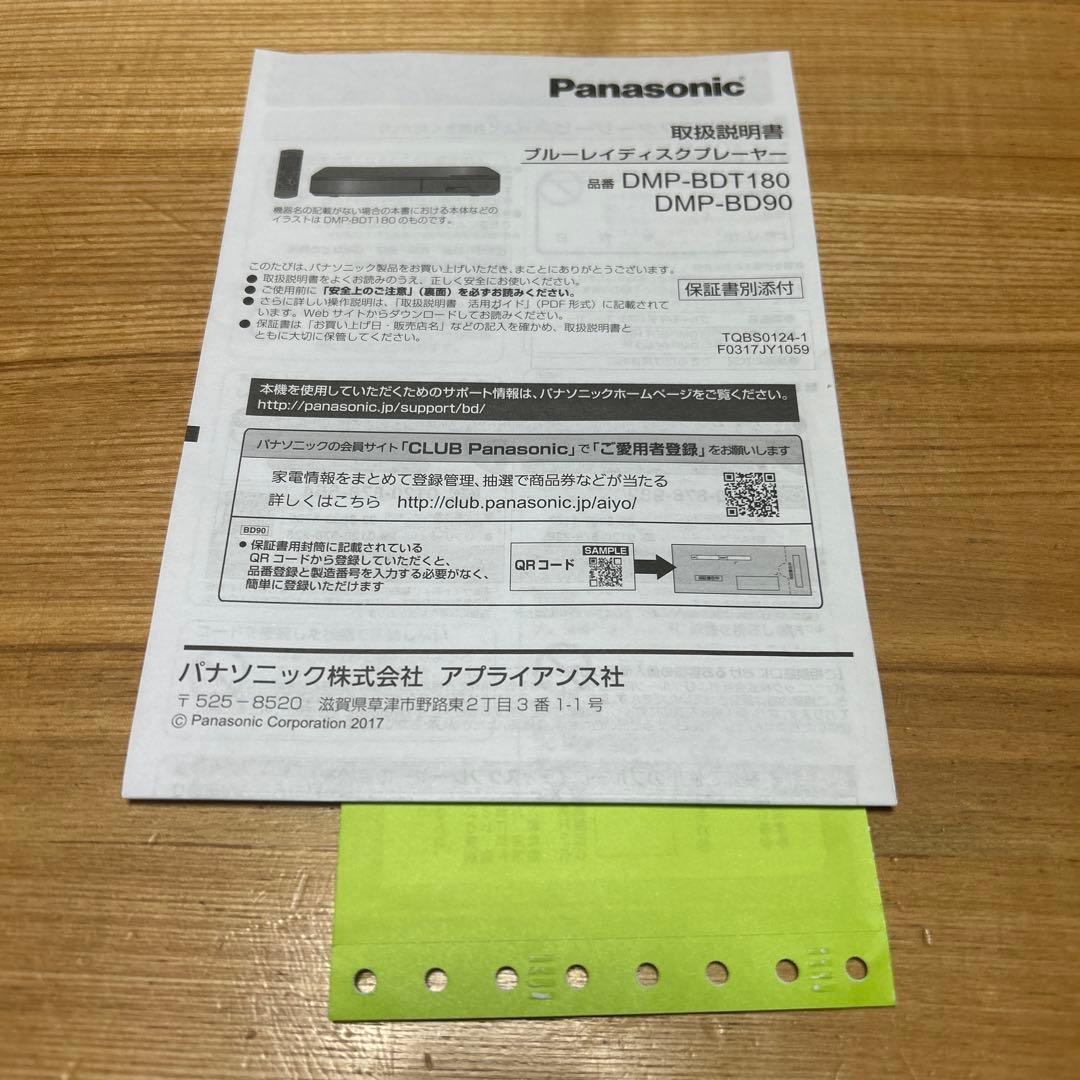 Panasonic
取扱説明書
ブルーレイディスクプレーヤー
品番 DMP-BDT180
DMP-BD90
機器名の記載がない場合の本書における本体などの
イラストは DMP-BDT180 のものです。
このたびは、パナソニック製品をお買い上げいただき、まことにありがとうございます。
● 取扱説明書をよくお読みのうえ、正しく安全にお使いください。
● ご使用前に「安全上のご注意」（裏面）を必ずお読みください。
● さらに詳しい操作説明は、「取扱説明書 活用ガイド」（PDF 形式）に記載されて
います。Web サイトからダウンロードしてお読みください。
● 保証書は「お買い上げ日・販売店名」などの記入を確かめ、取扱説明書と
ともに大切に保管してください。
保証書別添付
TQBS0124-1
F0317JY1059
本機を使用していただくためのサポート情報は、パナソニックホームページをご覧ください。
http://panasonic.jp/support/bd/
パナソニックの会員サイト「CLUB Panasonic」で「ご愛用者登録」をお願いします
家電情報をまとめて登録管理、抽選で商品券などが当たる
詳しくはこちら http://club.panasonic.jp/aiyo/
BD90
● 保証書用封筒に記載されている
QR コードから登録していただくと、
品番登録と製造番号を入力する必要がなく、
簡単に登録いただけます
QRコード
SAMPLE
パナソニック株式会社 アプライアンス社
〒525－8520 滋賀県草津市野路東2丁目3番1-1号
© Panasonic Corporation 2017